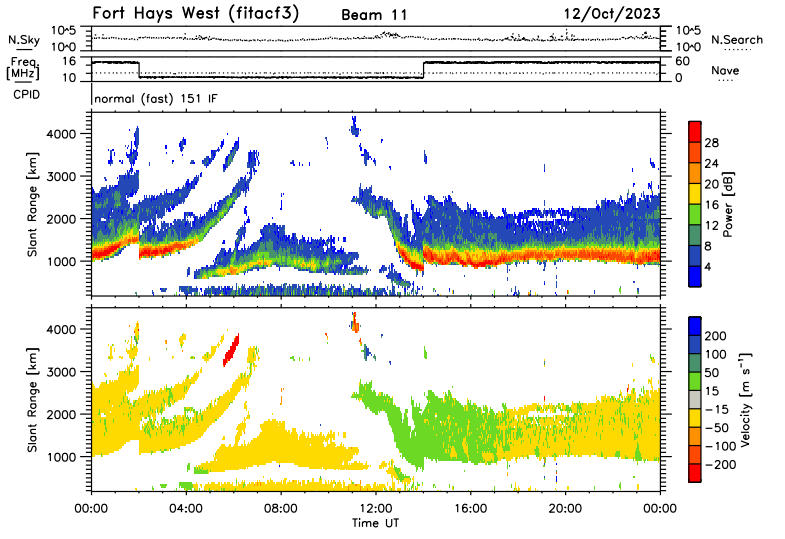 Fort Hays West (fitacf3) Beam 11 12/Oct/2023
N.Sky 10^5 10^5 N.Search
10^0 10^0
Freq. 16 60 Nave
[MHz] 10 0
CPID normal (fast) 151 IF
Slant Range [km]
4000
3000
2000
1000
28
24
20
16
12
8
4
Power [dB]
Slant Range [km]
4000
3000
2000
1000
200
100
50
15
-15
-50
-100
-200
Velocity [m s⁻¹]
00:00 04:00 08:00 12:00 16:00 20:00 00:00
Time UT